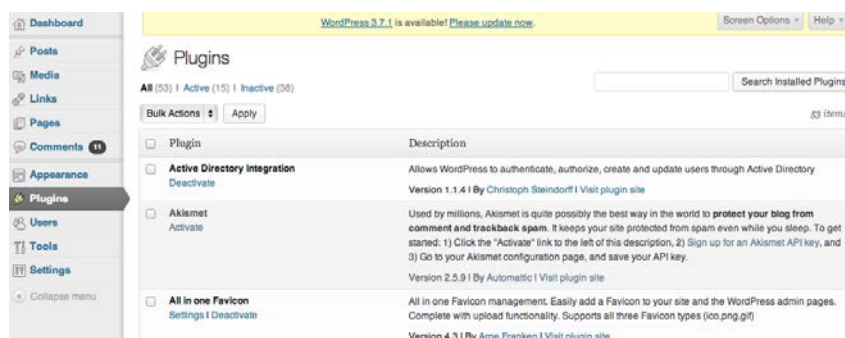 WordPress 3.7.1 is available! Please update now.
Screen Options
Help
Dashboard
Posts
Media
Links
Pages
Comments 11
Appearance
Plugins
Users
Tools
Settings
Collapse menu
Plugins
All (53) | Active (15) | Inactive (38)
Search Installed Plugins
Bulk Actions
Apply
53 items
Plugin
Description
Active Directory Integration
Deactivate
Allows WordPress to authenticate, authorize, create and update users through Active Directory
Version 1.1.4 | By Christoph Steindorff | Visit plugin site
Akismet
Activate
Used by millions, Akismet is quite possibly the best way in the world to protect your blog from
comment and trackback spam. It keeps your site protected from spam even while you sleep. To get
started: 1) Click the "Activate" link to the left of this description, 2) Sign up for an Akismet API key, and
3) Go to your Akismet configuration page, and save your API key.
Version 2.5.9 | By Automattic | Visit plugin site
All in one Favicon
Settings | Deactivate
All in one Favicon management. Easily add a Favicon to your site and the WordPress admin pages.
Complete with upload functionality. Supports all three Favicon types (ico,png,gif)
Version 4.3 | By Arne Franken | Visit plugin site